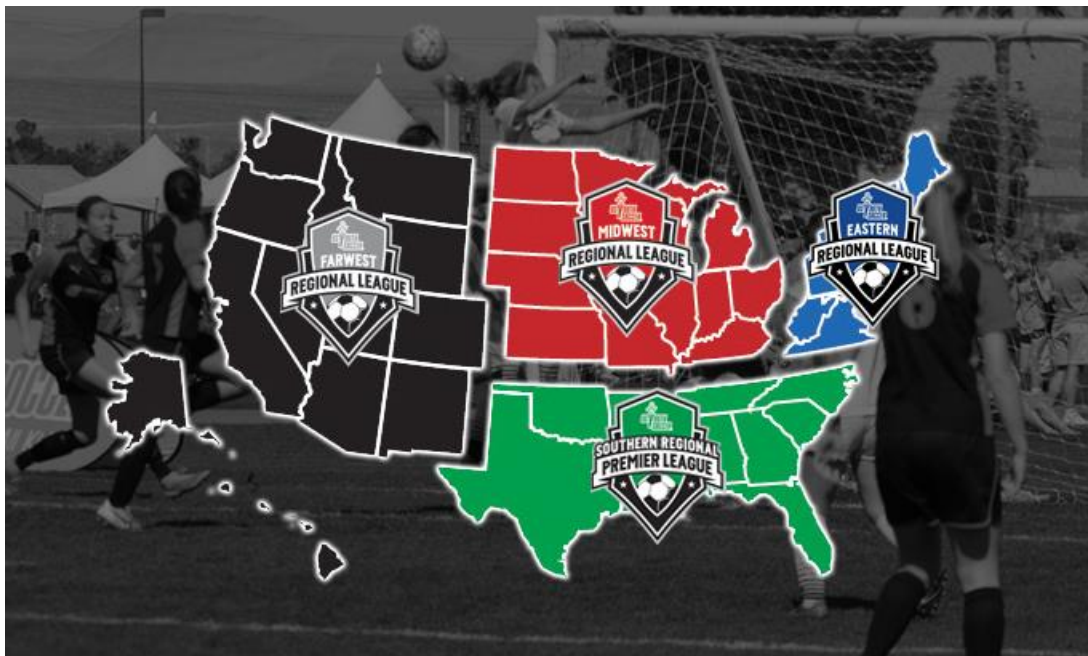 FARWEST
REGIONAL LEAGUE
MIDWEST
REGIONAL LEAGUE
EASTERN
REGIONAL LEAGUE
SOUTHERN REGIONAL
PREMIER LEAGUE